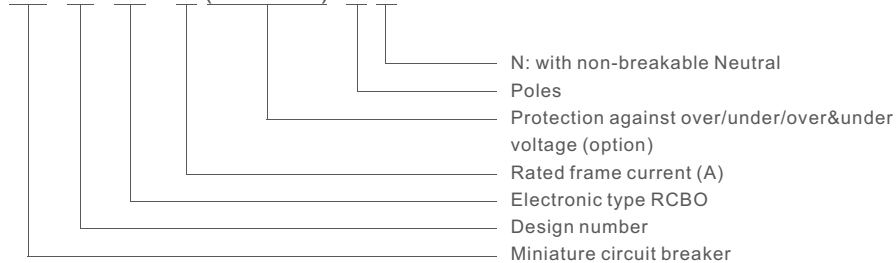 N: with non-breakable Neutral
Poles
Protection against over/under/over&under
voltage (option)
Rated frame current (A)
Electronic type RCBO
Design number
Miniature circuit breaker